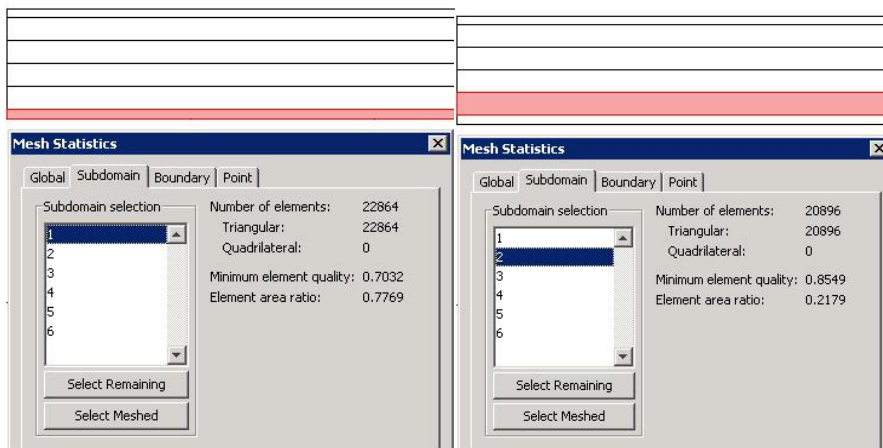 Mesh Statistics
Global Subdomain Boundary Point
Subdomain selection
1
2
3
4
5
6
Select Remaining
Select Meshed
Number of elements: 22864
Triangular: 22864
Quadrilateral: 0
Minimum element quality: 0.7032
Element area ratio: 0.7769
Mesh Statistics
Global Subdomain Boundary Point
Subdomain selection
1
2
3
4
5
6
Select Remaining
Select Meshed
Number of elements: 20896
Triangular: 20896
Quadrilateral: 0
Minimum element quality: 0.8549
Element area ratio: 0.2179